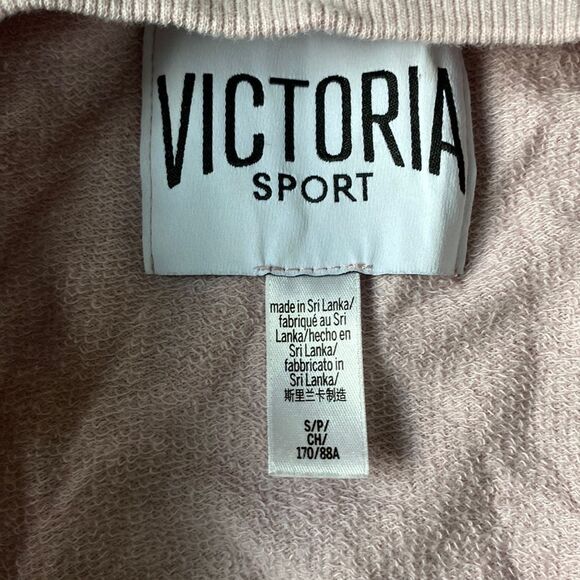 VICTORIA
SPORT
made in Sri Lanka/
fabriqué au Sri
Lanka/hecho en
Sri Lanka/
fabbricato in
Sri Lanka/
斯里兰卡制造
S/P/
CH/
170/88A